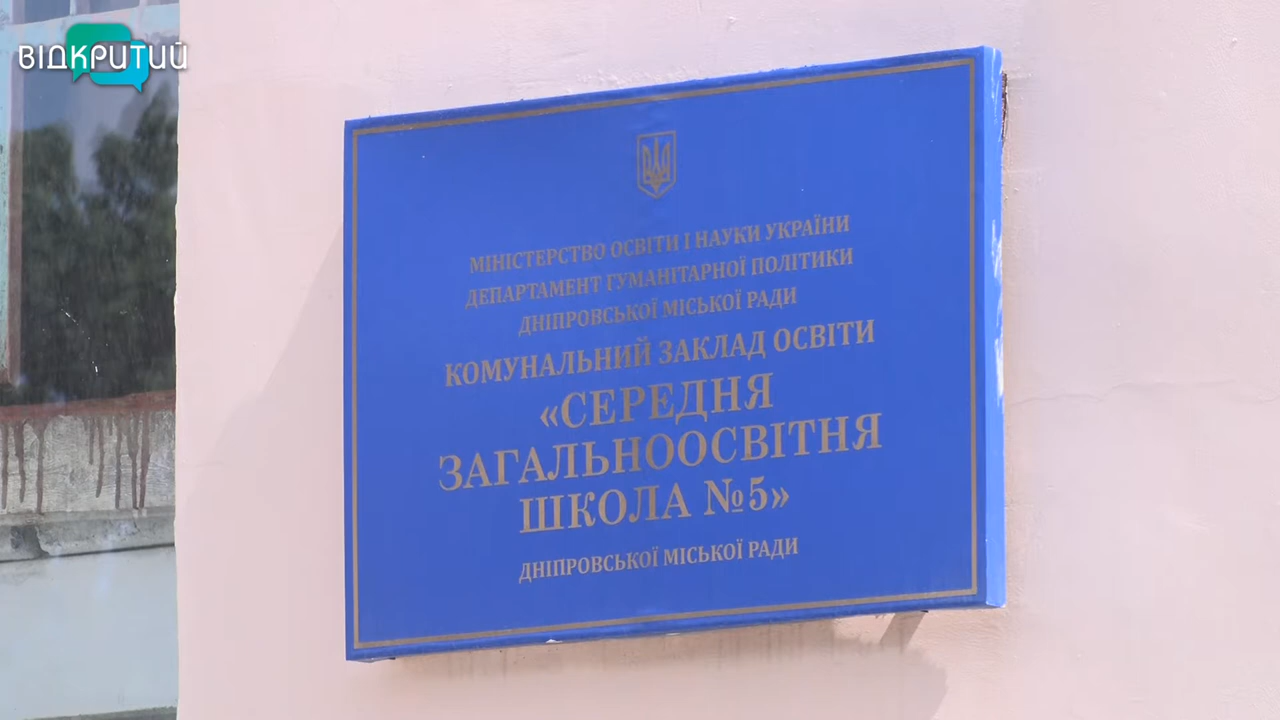 ВІДКРИТИЙ
МІНІСТЕРСТВО ОСВІТИ І НАУКИ УКРАЇНИ
ДЕПАРТАМЕНТ ГУМАНІТАРНОЇ ПОЛІТИКИ
ДНІПРОВСЬКОЇ МІСЬКОЇ РАДИ
КОМУНАЛЬНИЙ ЗАКЛАД ОСВІТИ
«СЕРЕДНЯ
ЗАГАЛЬНООСВІТНЯ
ШКОЛА №5»
ДНІПРОВСЬКОЇ МІСЬКОЇ РАДИ